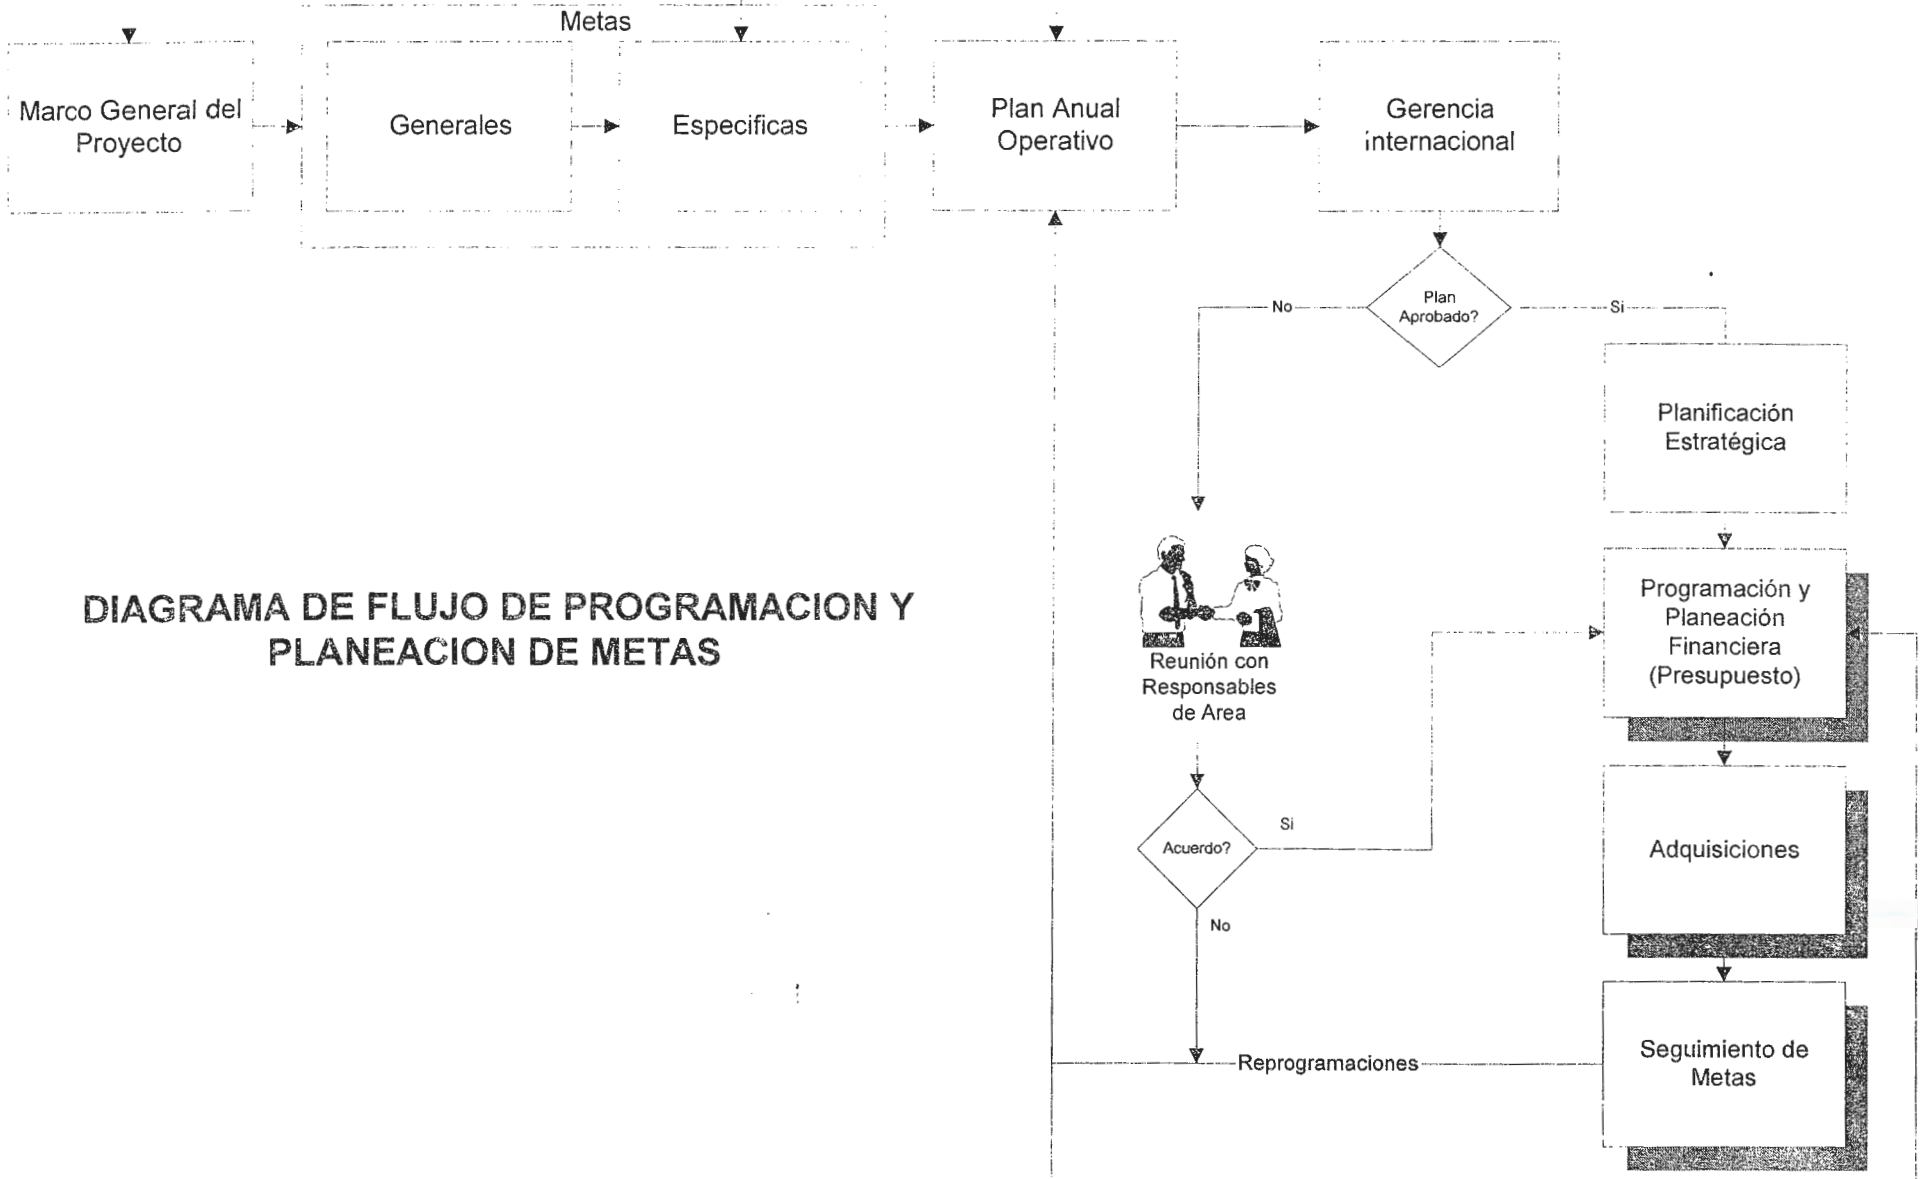 Metas
Marco General del
Proyecto
Generales
Especificas
Plan Anual
Operativo
Gerencia
internacional
Plan
Aprobado?
No
Si
Planificación
Estratégica
DIAGRAMA DE FLUJO DE PROGRAMACION Y
PLANEACION DE METAS
Reunión con
Responsables
de Area
Programación y
Planeación
Financiera
(Presupuesto)
Acuerdo?
Si
No
Adquisiciones
Reprogramaciones
Seguimiento de
Metas